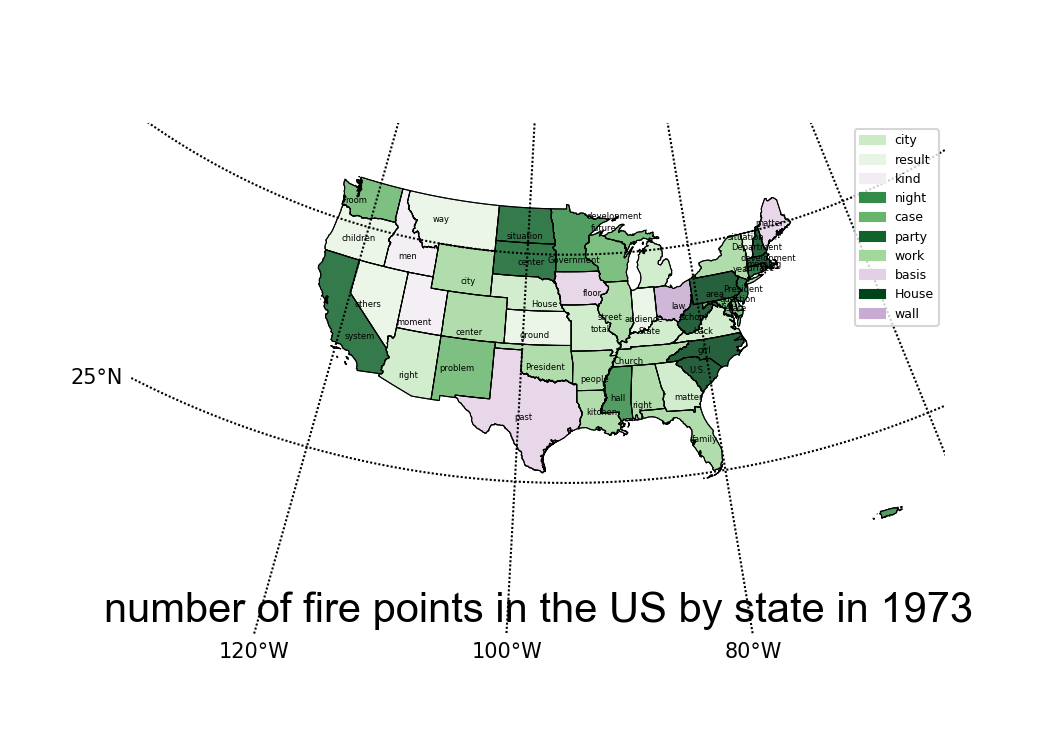 city
result
kind
night
case
party
work
basis
House
wall
room
way
development
future
matter
children
situation
situation
Department
men
center
Government
development
city
year
others
House
floor
law
area
President
moment
street
audience
school
system
center
ground
total
State
back
right
problem
President
Church
girl
people
U.S.
past
kitchen
hall
right
matter
family
25°N
number of fire points in the US by state in 1973
120°W
100°W
80°W